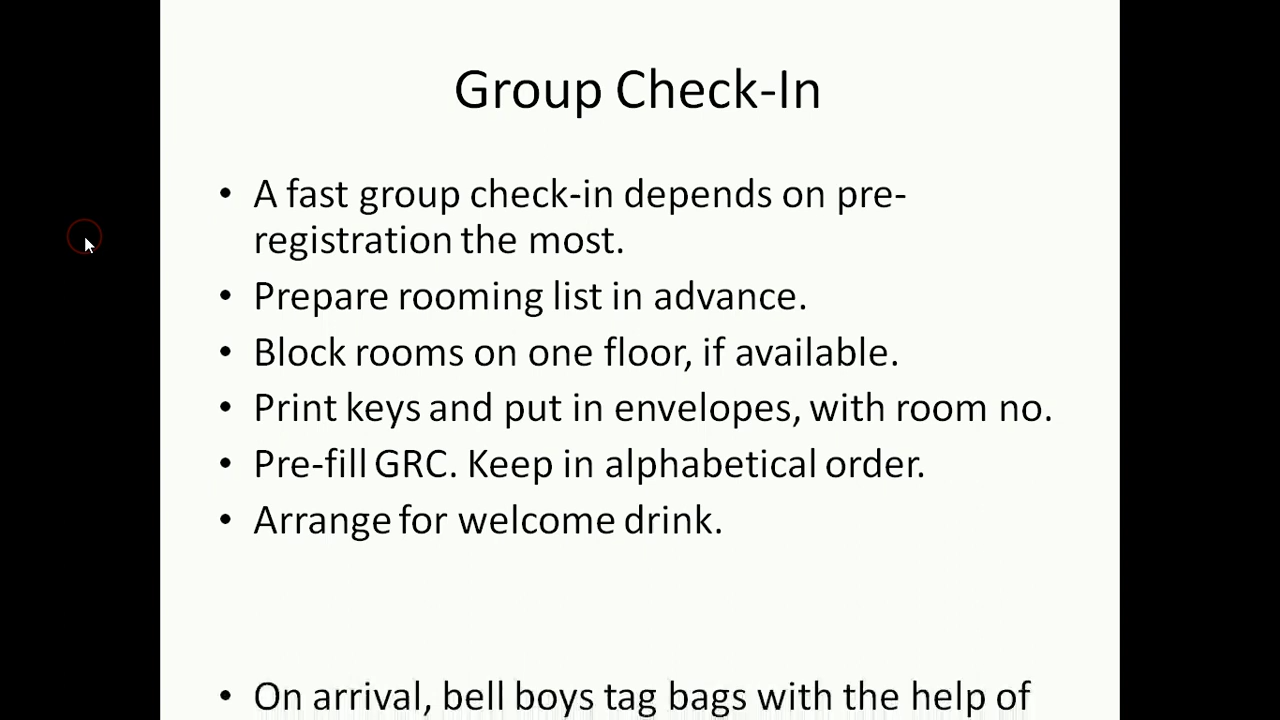 Group Check-In
• A fast group check-in depends on pre-
registration the most.
• Prepare rooming list in advance.
• Block rooms on one floor, if available.
• Print keys and put in envelopes, with room no.
• Pre-fill GRC. Keep in alphabetical order.
• Arrange for welcome drink.
• On arrival, bell boys tag bags with the help of